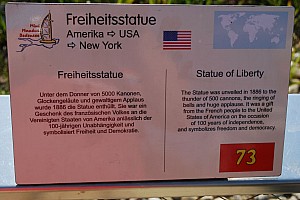 Mini
Mundus
Bodensee
Freiheitsstatue
Amerika ⇨ USA
⇨ New York
Freiheitsstatue
Unter dem Donner von 5000 Kanonen,
Glockengeläute und gewaltigem Applaus
wurde 1886 die Statue enthüllt. Sie war ein
Geschenk des französischen Volkes an die
Vereinigten Staaten von Amerika anlässlich der
100-jährigen Unabhängigkeit und
symbolisiert Freiheit und Demokratie.
Statue of Liberty
The Statue was unveiled in 1886 to the
thunder of 500 cannons, the ringing of
bells and huge applause. It was a gift
from the French people to the United
States of America on the occasion
of 100 years of independence,
and symbolizes freedom and democracy.
73